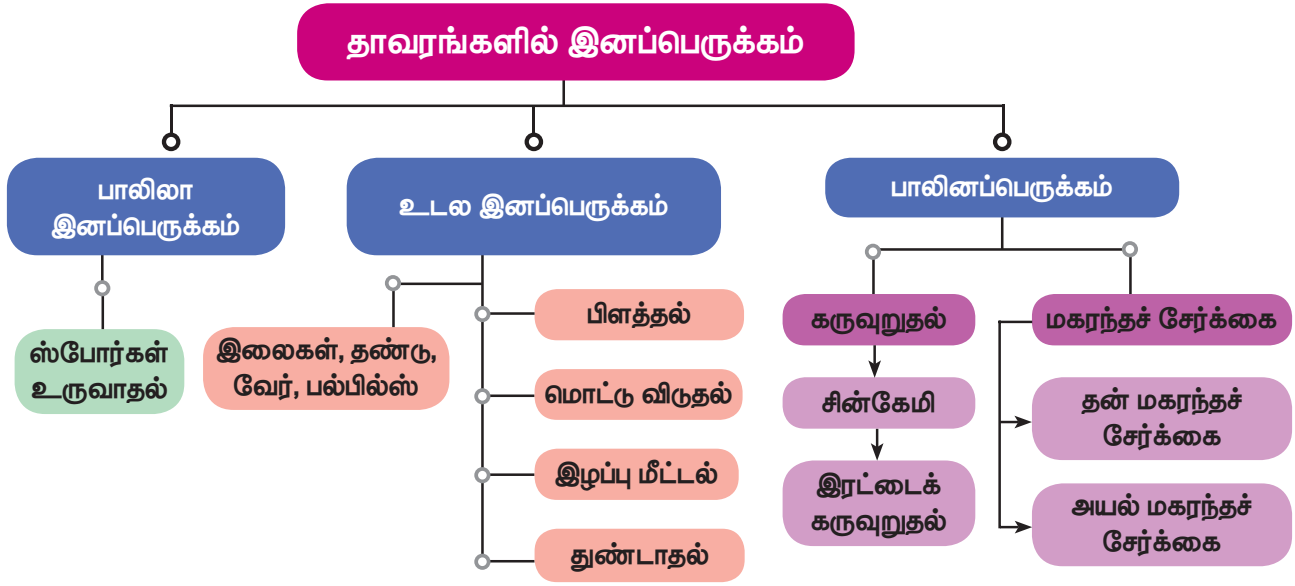 தாவரங்களில் இனப்பெருக்கம்
பாலிலா
இனப்பெருக்கம்
ஸ்போர்கள்
உருவாதல்
உடல இனப்பெருக்கம்
இலைகள், தண்டு,
வேர், பல்பில்ஸ்
பிளத்தல்
மொட்டு விடுதல்
இழப்பு மீட்டல்
துண்டாதல்
பாலினப்பெருக்கம்
கருவுறுதல்
சின்கேமி
இரட்டைக்
கருவுறுதல்
மகரந்தச் சேர்க்கை
தன் மகரந்தச்
சேர்க்கை
அயல் மகரந்தச்
சேர்க்கை